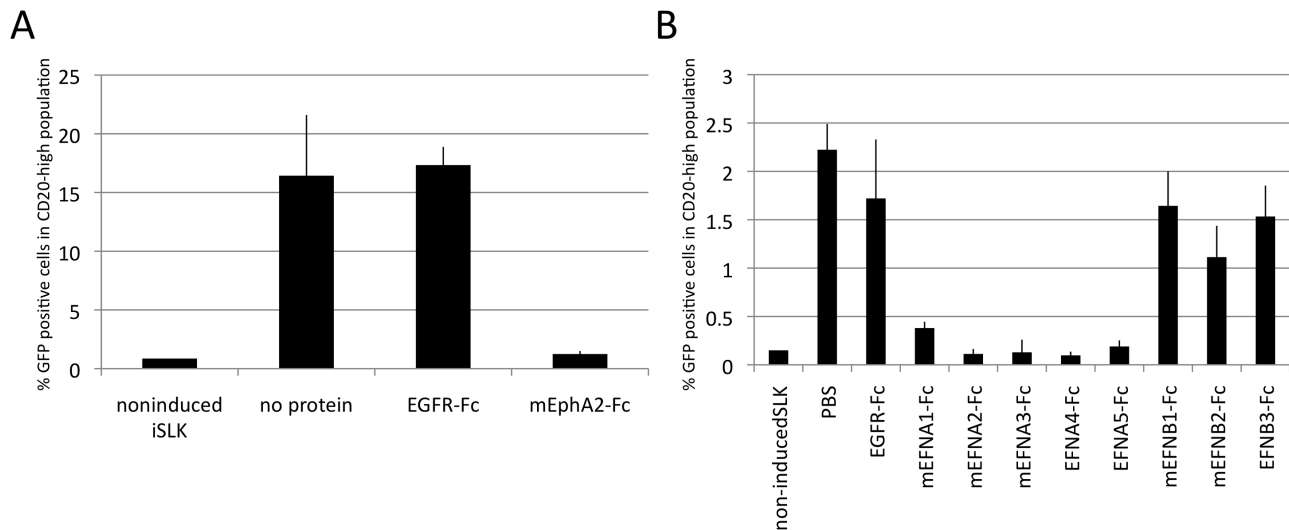 A
% GFP positive cells in CD20-high population
25
20
15
10
5
0
noninduced
iSLK
no protein
EGFR-Fc
mEphA2-Fc
B
% GFP positive cells in CD20-high population
3
2.5
2
1.5
1
0.5
0
non-inducedSLK
PBS
EGFR-Fc
mEFNA1-Fc
mEFNA2-Fc
mEFNA3-Fc
EFNA4-Fc
EFNA5-Fc
mEFNB1-Fc
mEFNB2-Fc
EFNB3-Fc